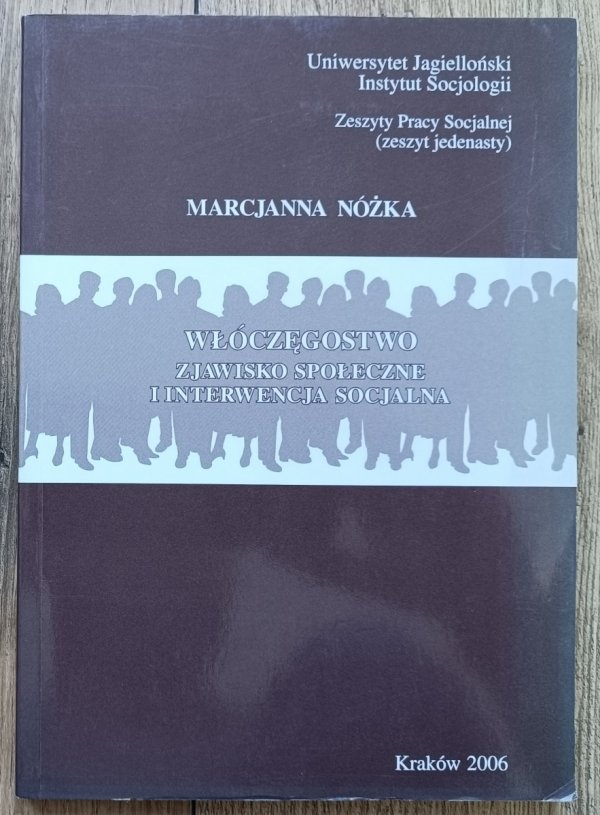 Uniwersytet Jagielloński
Instytut Socjologii
Zeszyty Pracy Socjalnej
(zeszyt jedenasty)
MARCJANNA NÓŻKA
WŁÓCZĘGOSTWO
ZJAWISKO SPOŁECZNE
I INTERWENCJA SOCJALNA
Kraków 2006